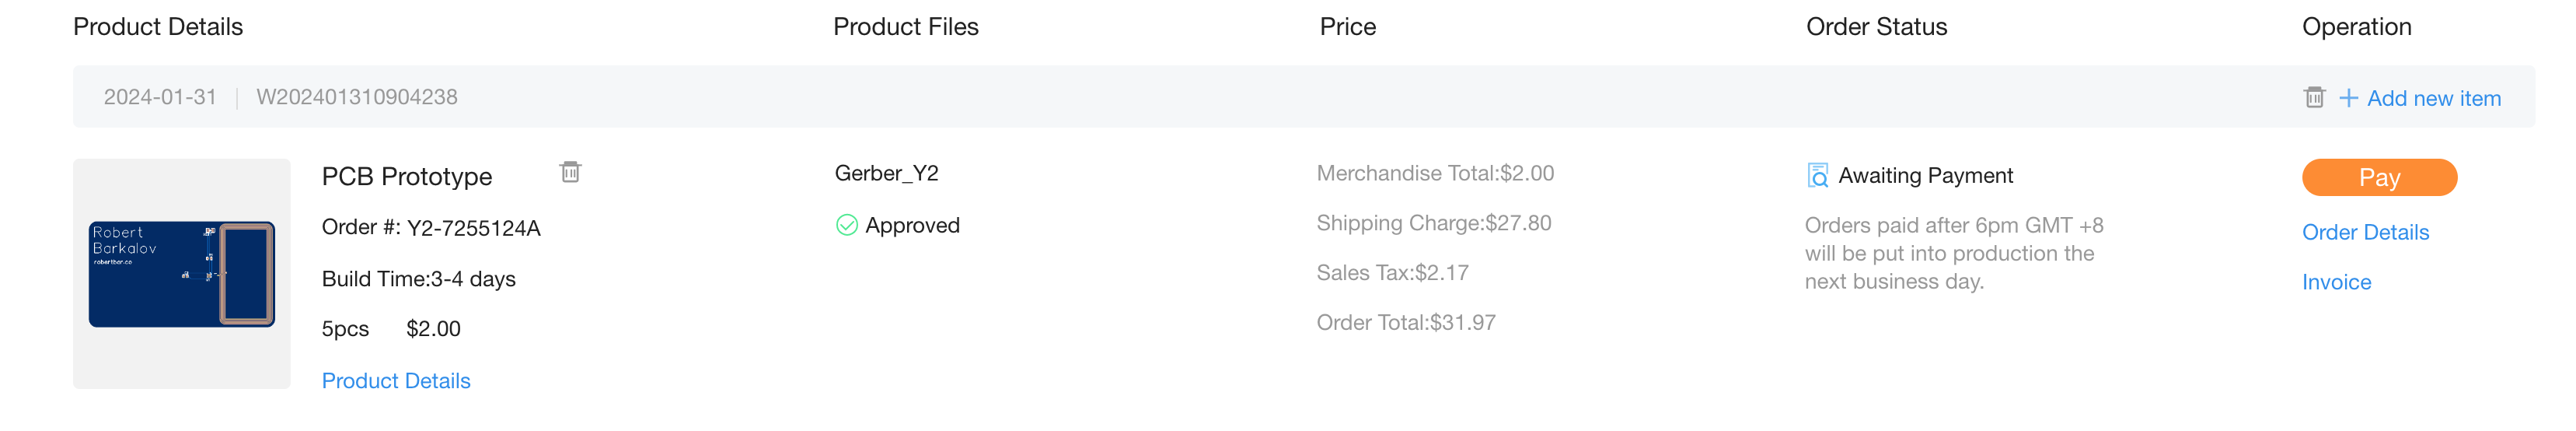 Product Details
Product Files
Price
Order Status
Operation
2024-01-31 | W202401310904238
+ Add new item
Robert
Barkalov
robertbar.co
PCB Prototype
Order #: Y2-7255124A
Build Time:3-4 days
5pcs $2.00
Product Details
Gerber_Y2
Approved
Merchandise Total:$2.00
Shipping Charge:$27.80
Sales Tax:$2.17
Order Total:$31.97
Awaiting Payment
Orders paid after 6pm GMT +8
will be put into production the
next business day.
Pay
Order Details
Invoice